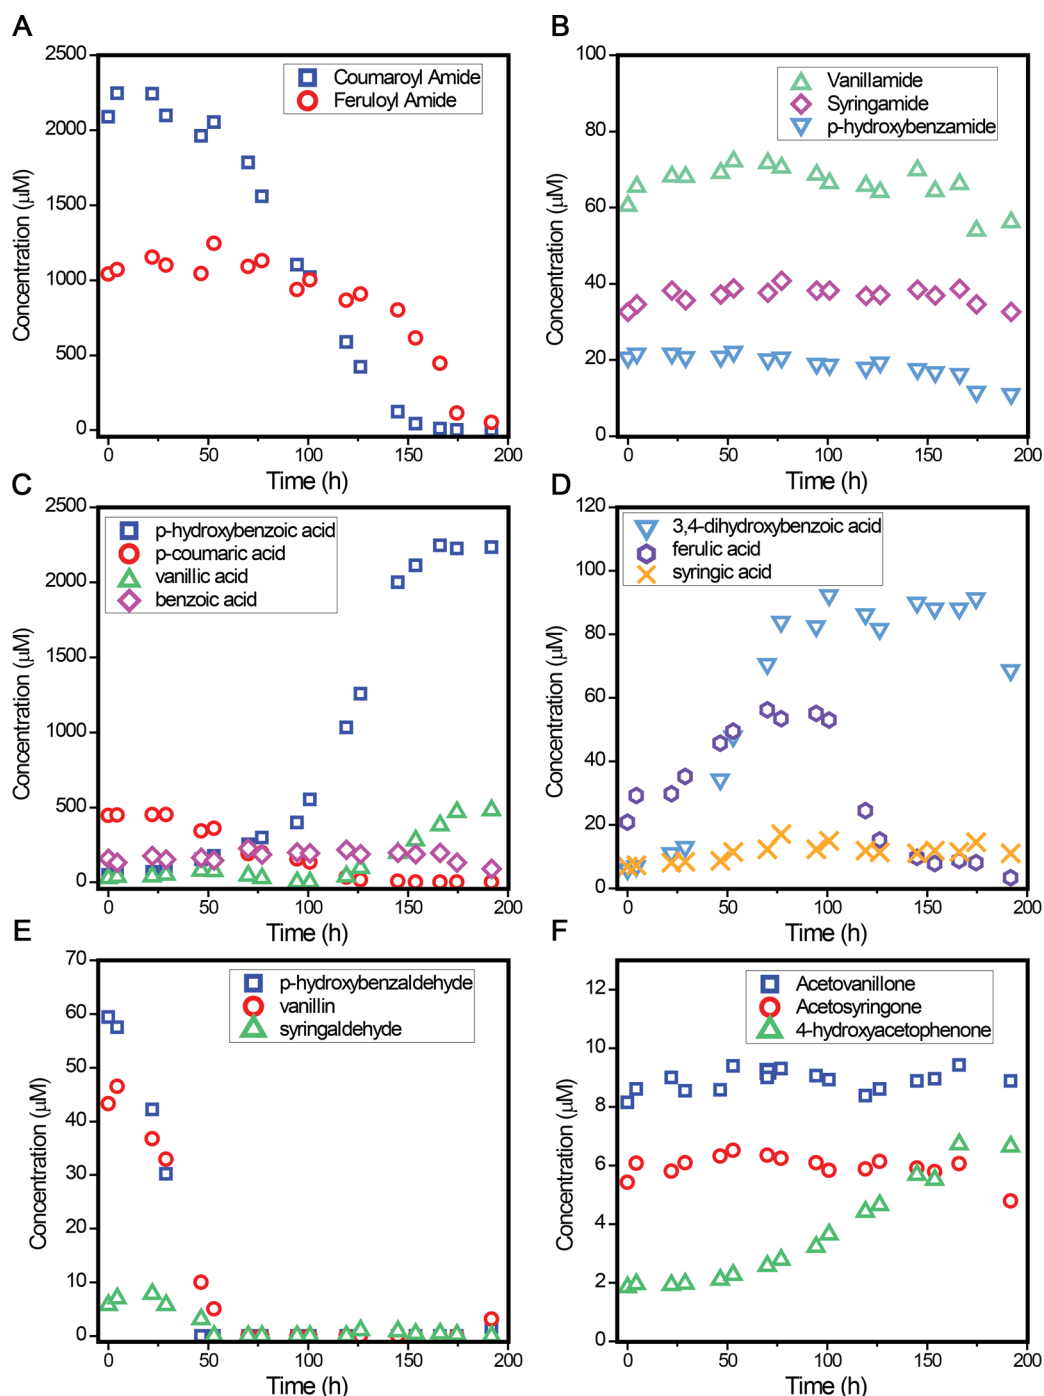 A
2500
2000
1500
1000
500
0
0
50
100
150
200
Concentration (μM)
Time (h)
Coumaroyl Amide
Feruloyl Amide
B
100
80
60
40
20
0
0
50
100
150
200
Concentration (μM)
Time (h)
Vanillamide
Syringamide
p-hydroxybenzamide
C
2500
2000
1500
1000
500
0
0
50
100
150
200
Concentration (μM)
Time (h)
p-hydroxybenzoic acid
p-coumaric acid
vanillic acid
benzoic acid
D
120
100
80
60
40
20
0
0
50
100
150
200
Concentration (μM)
Time (h)
3,4-dihydroxybenzoic acid
ferulic acid
syringic acid
E
70
60
50
40
30
20
10
0
0
50
100
150
200
Concentration (μM)
Time (h)
p-hydroxybenzaldehyde
vanillin
syringaldehyde
F
12
10
8
6
4
2
0
0
50
100
150
200
Concentration (μM)
Time (h)
Acetovanillone
Acetosyringone
4-hydroxyacetophenone